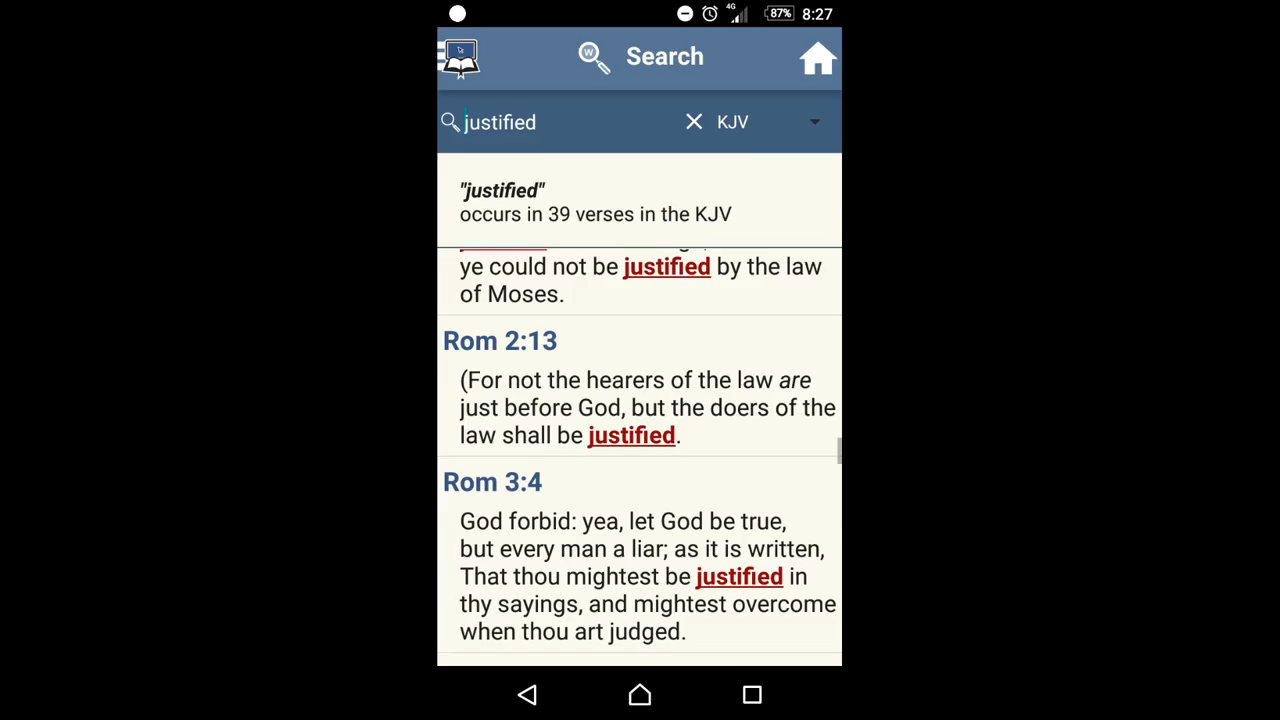 4G 87% 8:27
W Search
justified KJV
"justified"
occurs in 39 verses in the KJV
ye could not be justified by the law
of Moses.
Rom 2:13
(For not the hearers of the law are
just before God, but the doers of the
law shall be justified.
Rom 3:4
God forbid: yea, let God be true,
but every man a liar; as it is written,
That thou mightest be justified in
thy sayings, and mightest overcome
when thou art judged.